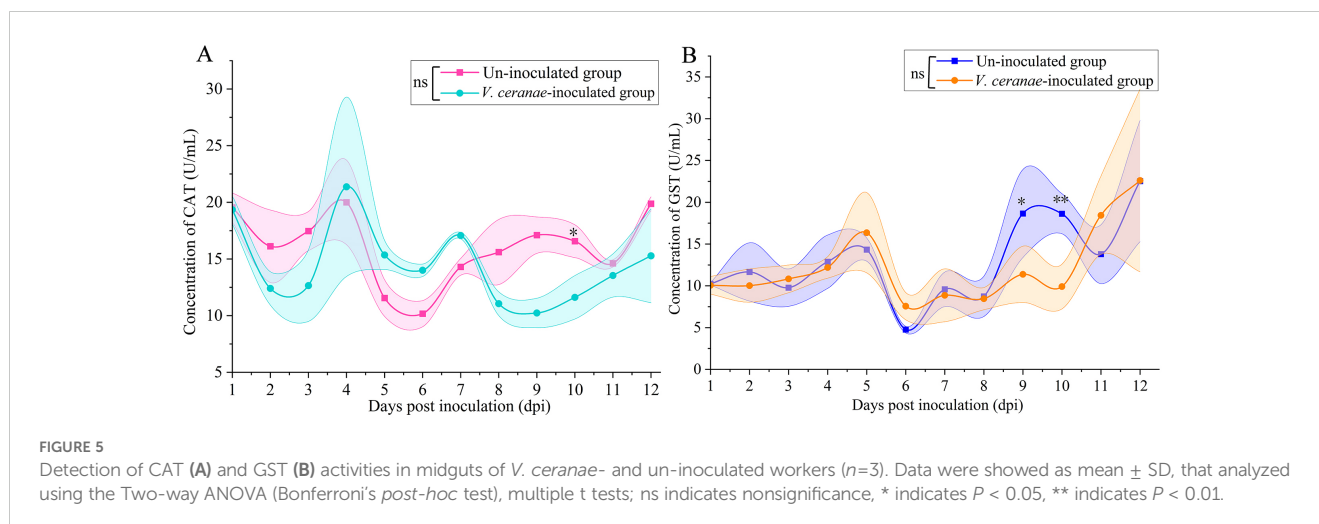 A
ns
Un-inoculated group
V. ceranae-inoculated group
Concentration of CAT (U/mL)
30
25
20
15
10
5
*
1 2 3 4 5 6 7 8 9 10 11 12
Days post inoculation (dpi)
B
ns
Un-inoculated group
V. ceranae-inoculated group
Concentration of GST (U/mL)
35
30
25
20
15
10
5
0
* **
1 2 3 4 5 6 7 8 9 10 11 12
Days post inoculation (dpi)
FIGURE 5
Detection of CAT (A) and GST (B) activities in midguts of V. ceranae- and un-inoculated workers (n=3). Data were showed as mean ± SD, that analyzed
using the Two-way ANOVA (Bonferroni's post-hoc test), multiple t tests; ns indicates nonsignificance, * indicates P < 0.05, ** indicates P < 0.01.